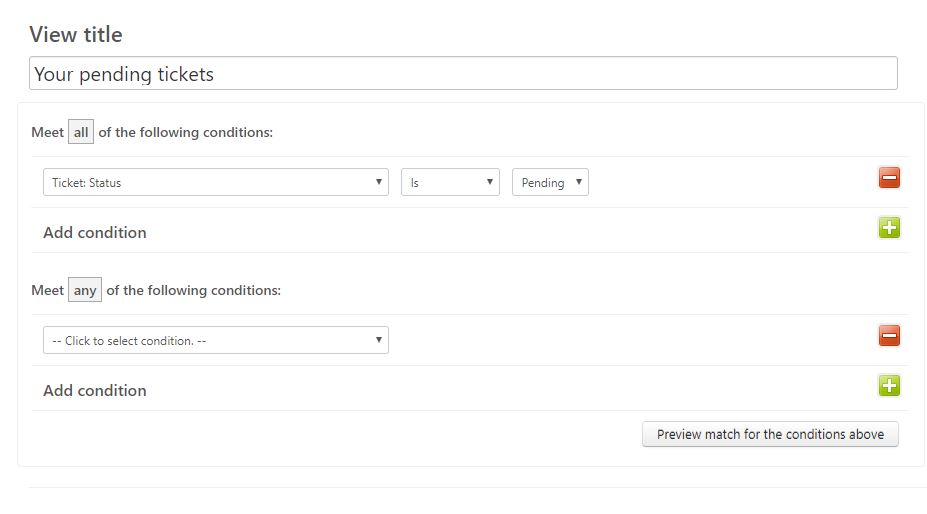 View title
Your pending tickets
Meet all of the following conditions:
Ticket: Status Is Pending
Add condition
Meet any of the following conditions:
-- Click to select condition. --
Add condition
Preview match for the conditions above